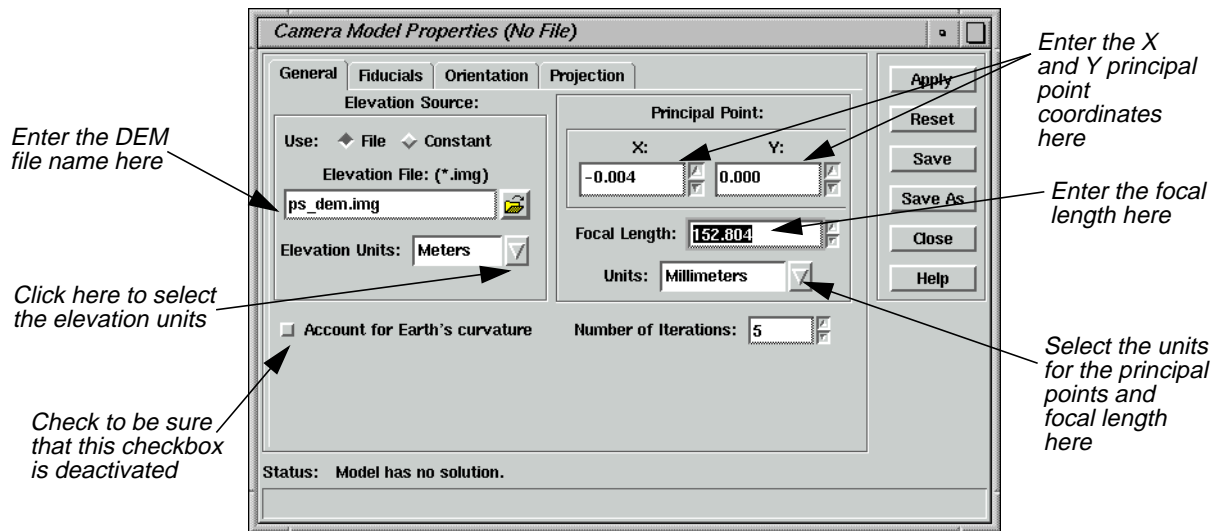 Camera Model Properties (No File)
General Fiducials Orientation Projection
Elevation Source:
Use: File Constant
Elevation File: (*.img)
ps_dem.img
Elevation Units: Meters
Principal Point:
X: Y:
-0.004 0.000
Focal Length: 152.804
Units: Millimeters
Account for Earth's curvature
Number of Iterations: 5
Status: Model has no solution.
Apply
Reset
Save
Save As
Close
Help
Enter the DEM
file name here
Click here to select
the elevation units
Check to be sure
that this checkbox
is deactivated
Enter the X
and Y principal
point
coordinates
here
Enter the focal
length here
Select the units
for the principal
points and
focal length
here